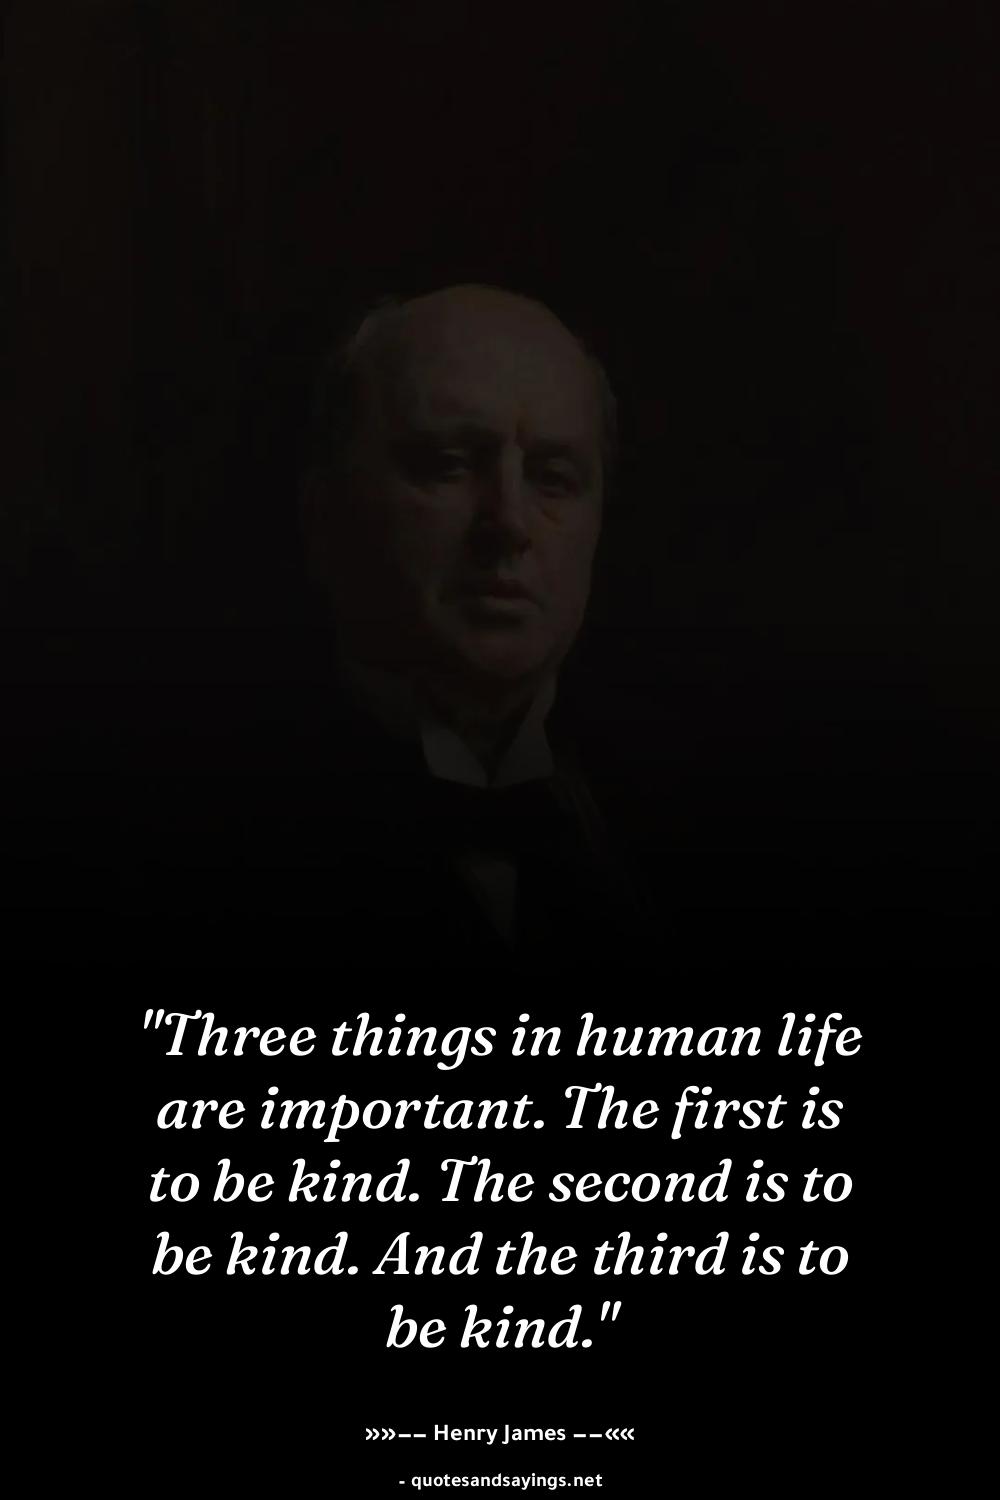 "Three things in human life
are important. The first is
to be kind. The second is to
be kind. And the third is to
be kind."
»»—— Henry James ——««
- quotesandsayings.net